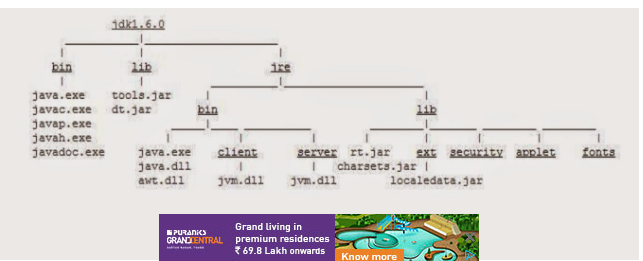 jdk1.6.0
bin lib jre
java.exe tools.jar
javac.exe dt.jar bin lib
javap.exe
javah.exe
javadoc.exe java.exe client server rt.jar ext security applet fonts
java.dll charsets.jar
awt.dll jvm.dll jvm.dll localedata.jar
PURANIKS Grand living in
GRANDCENTRAL premium residences
₹ 69.8 Lakh onwards
Know more